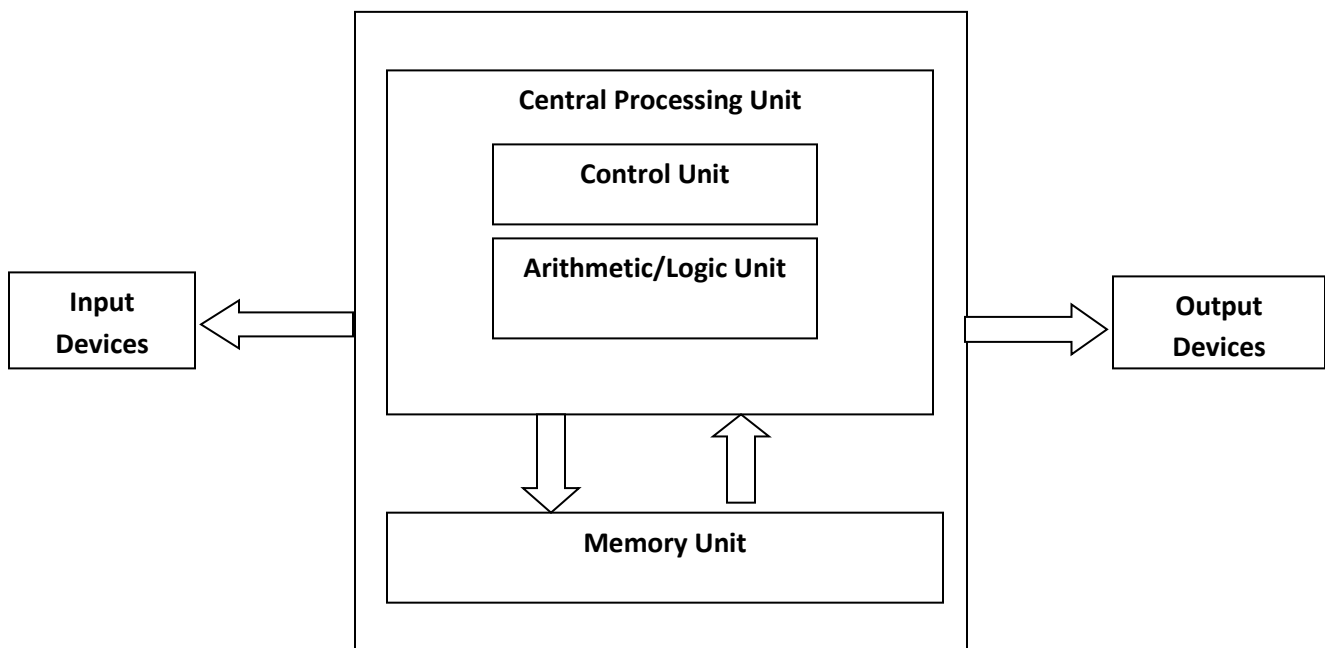 Central Processing Unit
Control Unit
Arithmetic/Logic Unit
Input
Devices
Output
Devices
Memory Unit